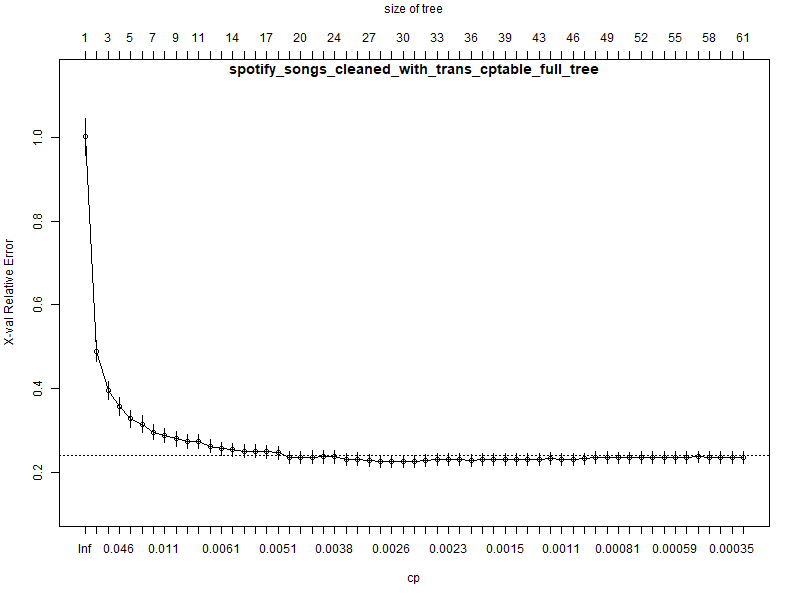 size of tree
1 3 5 7 9 11 14 17 20 24 27 30 33 36 39 43 46 49 52 55 58 61
spotify_songs_cleaned_with_trans_cptable_full_tree
X-val Relative Error
1.0
0.8
0.6
0.4
0.2
Inf 0.046 0.011 0.0061 0.0051 0.0038 0.0026 0.0023 0.0015 0.0011 0.00081 0.00059 0.00035
cp